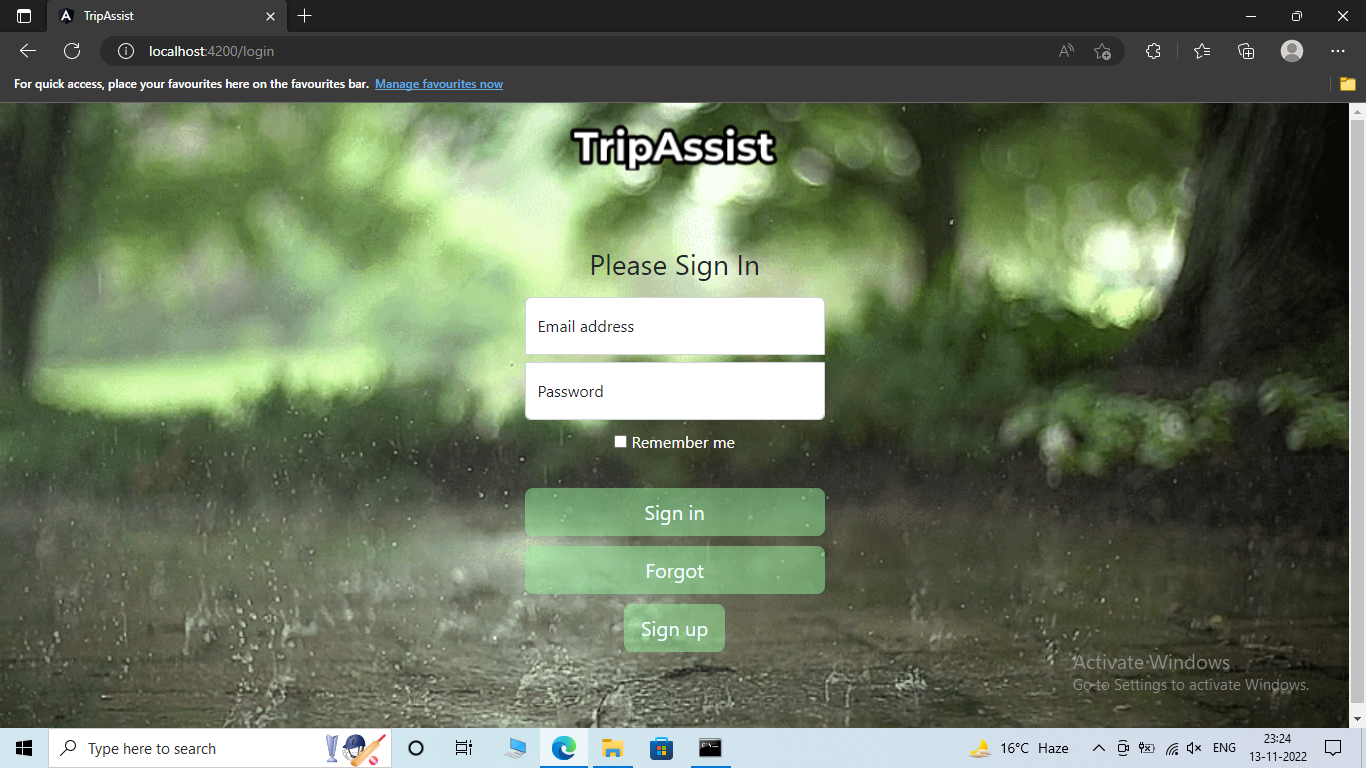 TripAssist
localhost:4200/login
For quick access, place your favourites here on the favourites bar. Manage favourites now
TripAssist
Please Sign In
Email address
Password
Remember me
Sign in
Forgot
Sign up
Activate Windows
Go to Settings to activate Windows.
Type here to search
16°C Haze
ENG
23:24
13-11-2022